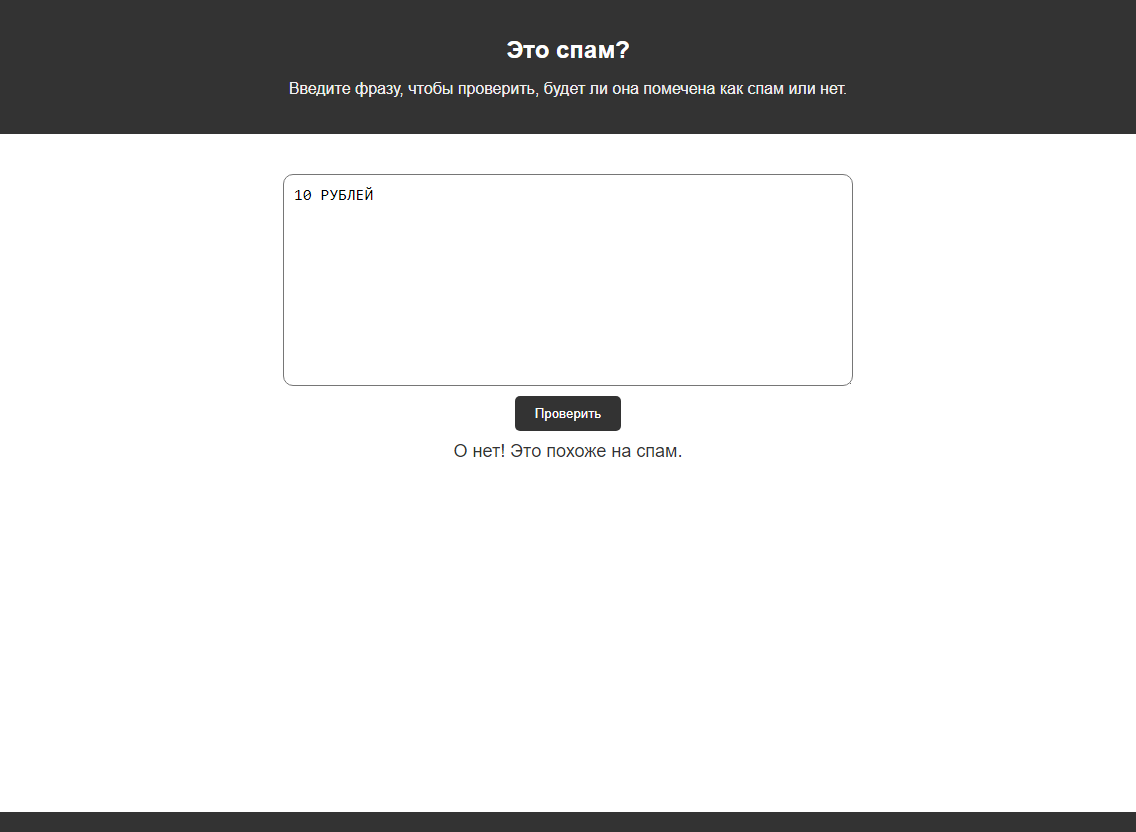 Это спам?
Введите фразу, чтобы проверить, будет ли она помечена как спам или нет.
10 РУБЛЕЙ
Проверить
О нет! Это похоже на спам.